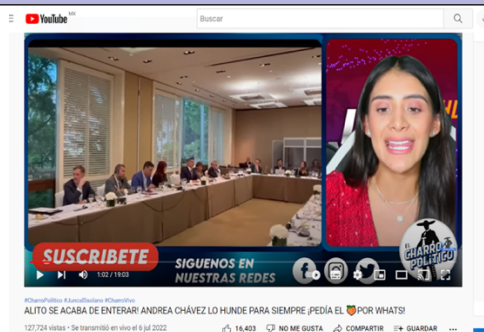 YouTube MX
Buscar
SUSCRIBETE
SIGUENOS EN
NUESTRAS REDES
EL
CHARRO
POLÍTICO
1:02 / 19:03
#CharroPolitico #JuncalSsolano #CharroVivo
ALITO SE ACABA DE ENTERAR! ANDREA CHÁVEZ LO HUNDE PARA SIEMPRE ¡PEDÍA EL 🍑POR WHATS!
127,724 vistas • Se transmitió en vivo el 6 jul 2022
16,403
NO ME GUSTA
COMPARTIR
GUARDAR